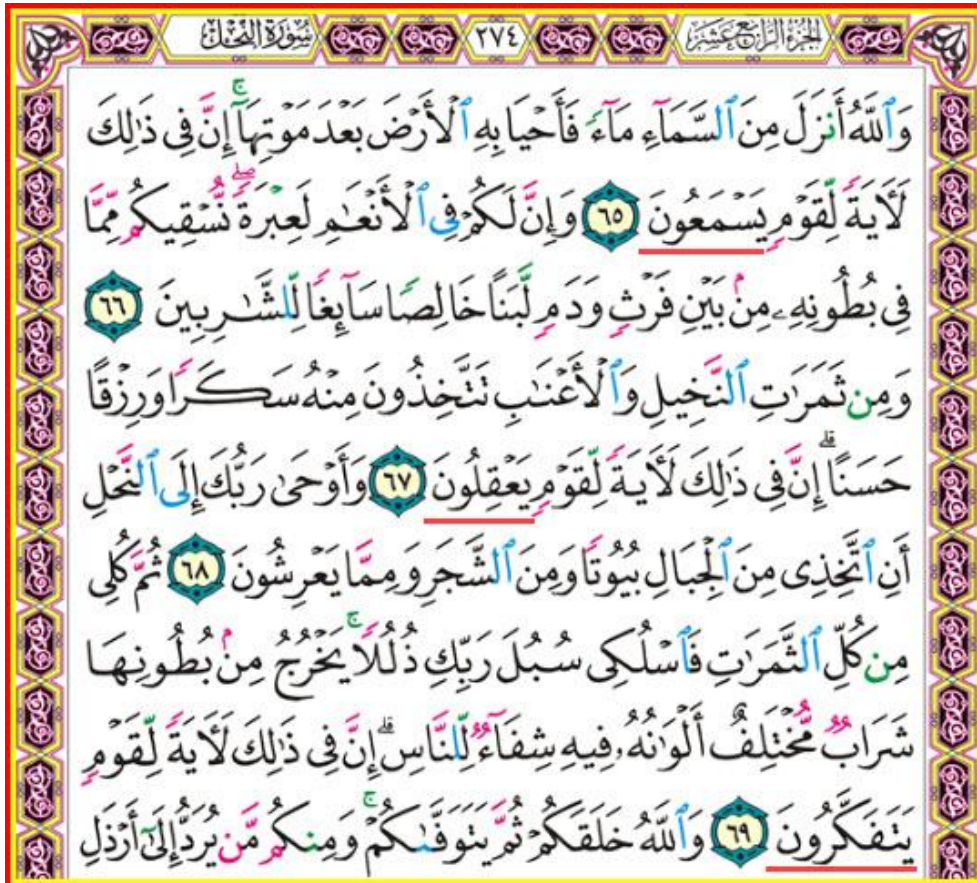 الجزء الرابع عشر ٢٧٤ سورة النحل
وَٱللَّهُ أَنزَلَ مِنَ ٱلسَّمَآءِ مَآءٗ فَأَحۡيَا بِهِ ٱلۡأَرۡضَ بَعۡدَ مَوۡتِهَآۚ إِنَّ فِي ذَٰلِكَ
لَأٓيَةٗ لِّقَوۡمٖ يَسۡمَعُونَ ٦٥ وَإِنَّ لَكُمۡ فِي ٱلۡأَنۡعَٰمِ لَعِبۡرَةٗۖ نُّسۡقِيكُم مِّمَّا
فِي بُطُونِهِۦ مِنۢ بَيۡنِ فَرۡثٖ وَدَمٖ لَّبَنًا خَالِصٗا سَآئِغٗا لِّلشَّٰرِبِينَ ٦٦
وَمِن ثَمَرَٰتِ ٱلنَّخِيلِ وَٱلۡأَعۡنَٰبِ تَتَّخِذُونَ مِنۡهُ سَكَرٗا وَرِزۡقًا
حَسَنًاۗ إِنَّ فِي ذَٰلِكَ لَأٓيَةٗ لِّقَوۡمٖ يَعۡقِلُونَ ٦٧ وَأَوۡحَىٰ رَبُّكَ إِلَى ٱلنَّحۡلِ
أَنِ ٱتَّخِذِي مِنَ ٱلۡجِبَالِ بُيُوتٗا وَمِنَ ٱلشَّجَرِ وَمِمَّا يَعۡرِشُونَ ٦٨ ثُمَّ كُلِي
مِن كُلِّ ٱلثَّمَرَٰتِ فَٱسۡلُكِي سُبُلَ رَبِّكِ ذُلُلٗاۚ يَخۡرُجُ مِنۢ بُطُونِهَا
شَرَابٞ مُّخۡتَلِفٌ أَلۡوَٰنُهُۥ فِيهِ شِفَآءٞ لِّلنَّاسِۚ إِنَّ فِي ذَٰلِكَ لَأٓيَةٗ لِّقَوۡمٖ
يَتَفَكَّرُونَ ٦٩ وَٱللَّهُ خَلَقَكُمۡ ثُمَّ يَتَوَفَّىٰكُمۡۚ وَمِنكُم مَّن يُرَدُّ إِلَىٰٓ أَرۡذَلِ